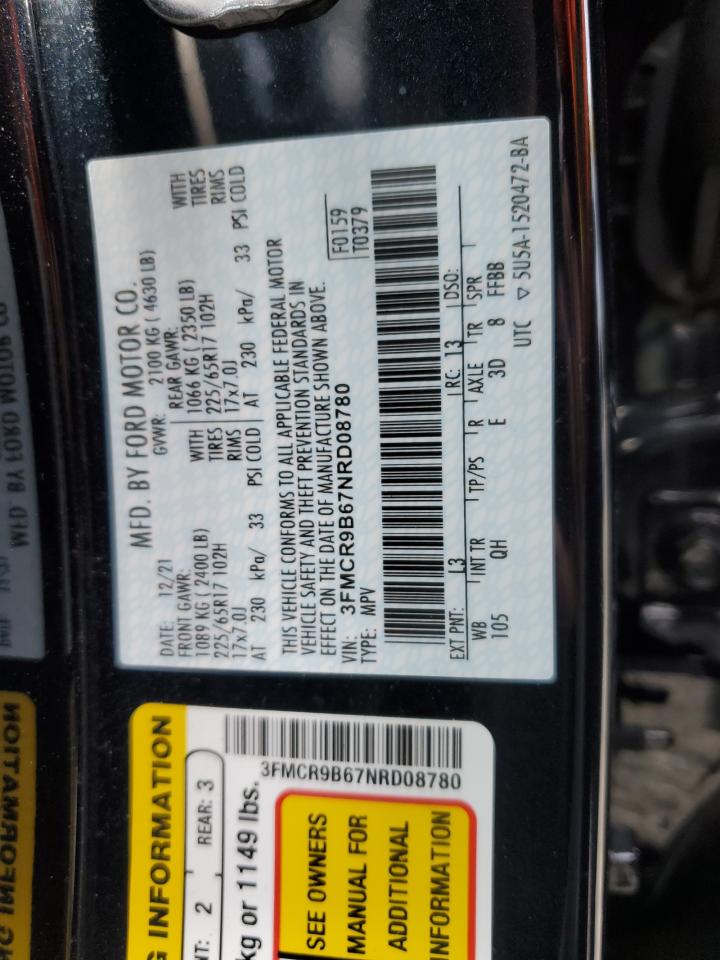 MFD. BY FORD MOTOR CO.
DATE: 12/21 GVWR: 2100 KG ( 4630 LB)
FRONT GAWR: REAR GAWR:
1089 KG ( 2400 LB) WITH 1066 KG ( 2350 LB) WITH
225/65R17 102H TIRES 225/65R17 102H TIRES
17x7.0J RIMS 17x7.0J RIMS
AT 230 kPa/ 33 PSI COLD AT 230 kPa/ 33 PSI COLD
THIS VEHICLE CONFORMS TO ALL APPLICABLE FEDERAL MOTOR
VEHICLE SAFETY AND THEFT PREVENTION STANDARDS IN
EFFECT ON THE DATE OF MANUFACTURE SHOWN ABOVE.
VIN: 3FMCR9B67NRD08780
TYPE: MPV
F0159
T0379
EXT PNT: L3 RC: 13 DSO:
WB INT TR TP/PS R AXLE TR SPR
105 QH E 3D 8 FFBB
UTC ▽ 5U5A-1520472-BA
G INFORMATION
NT: 2 REAR: 3
kg or 1149 lbs.
3FMCR9B67NRD08780
SEE OWNERS
MANUAL FOR
ADDITIONAL
INFORMATION